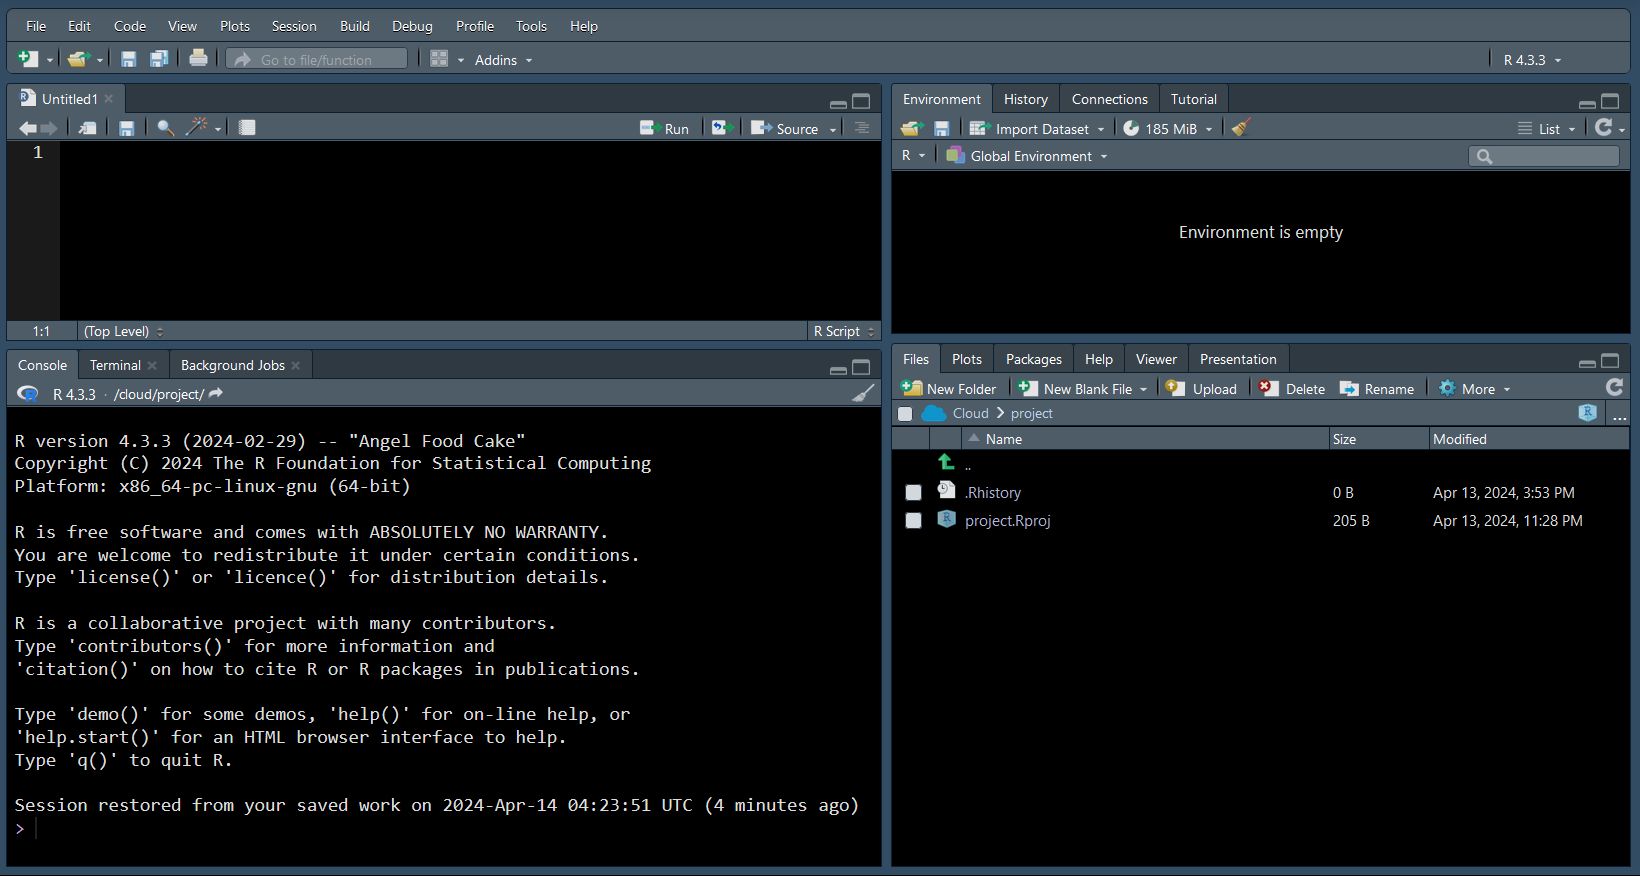 File Edit Code View Plots Session Build Debug Profile Tools Help
Go to file/function Addins R 4.3.3
Untitled1
Run Source
1
1:1 (Top Level) R Script
Console Terminal Background Jobs
R 4.3.3 · /cloud/project/
R version 4.3.3 (2024-02-29) -- "Angel Food Cake"
Copyright (C) 2024 The R Foundation for Statistical Computing
Platform: x86_64-pc-linux-gnu (64-bit)
R is free software and comes with ABSOLUTELY NO WARRANTY.
You are welcome to redistribute it under certain conditions.
Type 'license()' or 'licence()' for distribution details.
R is a collaborative project with many contributors.
Type 'contributors()' for more information and
'citation()' on how to cite R or R packages in publications.
Type 'demo()' for some demos, 'help()' for on-line help, or
'help.start()' for an HTML browser interface to help.
Type 'q()' to quit R.
Session restored from your saved work on 2024-Apr-14 04:23:51 UTC (4 minutes ago)
>
Environment History Connections Tutorial
Import Dataset 185 MiB List
R Global Environment
Environment is empty
Files Plots Packages Help Viewer Presentation
New Folder New Blank File Upload Delete Rename More
Cloud project ...
Name Size Modified
..
.Rhistory 0 B Apr 13, 2024, 3:53 PM
project.Rproj 205 B Apr 13, 2024, 11:28 PM